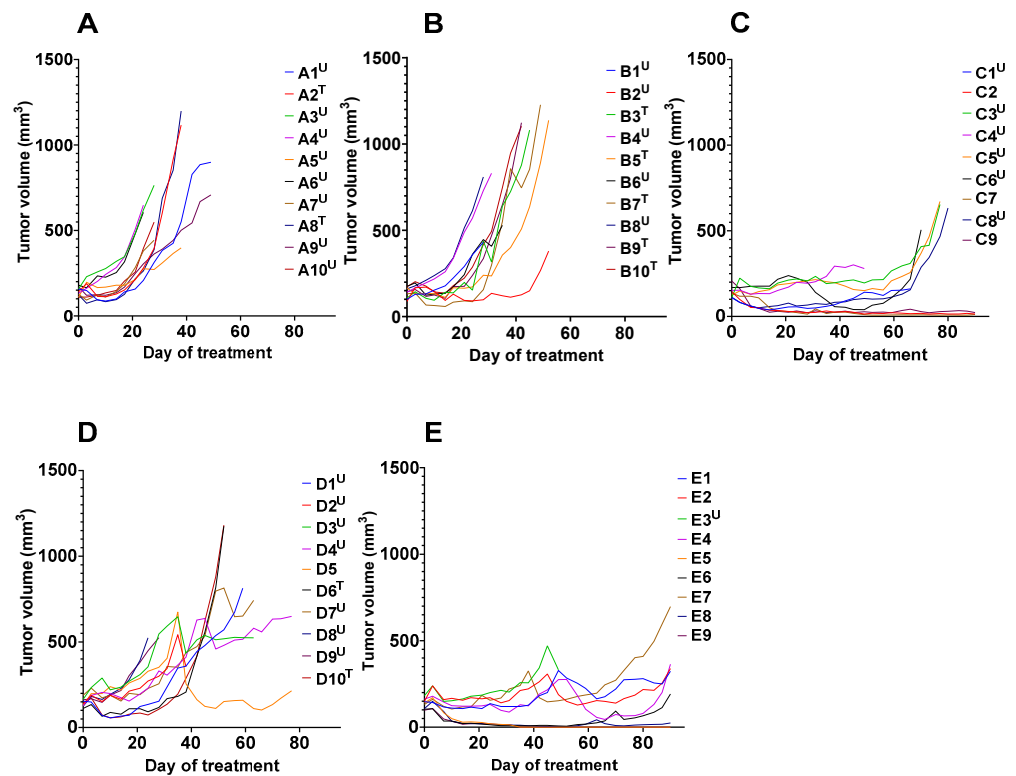 A
Tumor volume (mm³)
1500
1000
500
0
0 20 40 60 80
Day of treatment
A1ᵁ
A2ᵀ
A3ᵁ
A4ᵁ
A5ᵁ
A6ᵁ
A7ᵁ
A8ᵀ
A9ᵁ
A10ᵁ
B
Tumor volume (mm³)
1500
1000
500
0
0 20 40 60 80
Day of treatment
B1ᵁ
B2ᵁ
B3ᵀ
B4ᵁ
B5ᵀ
B6ᵁ
B7ᵀ
B8ᵁ
B9ᵀ
B10ᵀ
C
Tumor volume (mm³)
1500
1000
500
0
0 20 40 60 80
Day of treatment
C1ᵁ
C2
C3ᵁ
C4ᵁ
C5ᵁ
C6ᵁ
C7
C8ᵁ
C9
D
Tumor volume (mm³)
1500
1000
500
0
0 20 40 60 80
Day of treatment
D1ᵁ
D2ᵁ
D3ᵁ
D4ᵁ
D5
D6ᵀ
D7ᵁ
D8ᵁ
D9ᵁ
D10ᵀ
E
Tumor volume (mm³)
1500
1000
500
0
0 20 40 60 80
Day of treatment
E1
E2
E3ᵁ
E4
E5
E6
E7
E8
E9